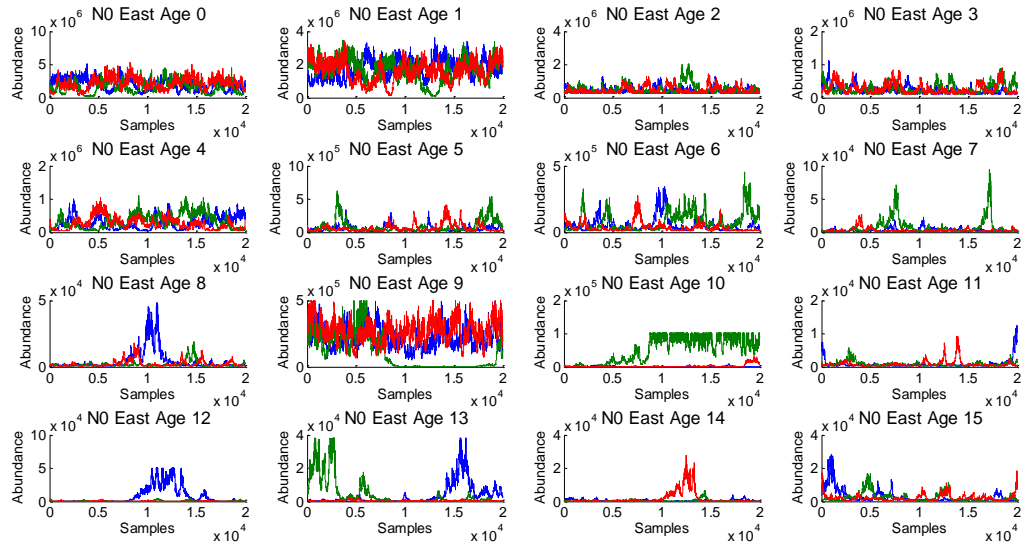 N0 East Age 0
x 10^6
Abundance
10
5
0
0 0.5 1 1.5 2
Samples
x 10^4
N0 East Age 1
x 10^6
Abundance
4
2
0
0 0.5 1 1.5 2
Samples
x 10^4
N0 East Age 2
x 10^6
Abundance
4
2
0
0 0.5 1 1.5 2
Samples
x 10^4
N0 East Age 3
x 10^6
Abundance
2
1
0
0 0.5 1 1.5 2
Samples
x 10^4
N0 East Age 4
x 10^6
Abundance
2
1
0
0 0.5 1 1.5 2
Samples
x 10^4
N0 East Age 5
x 10^5
Abundance
10
5
0
0 0.5 1 1.5 2
Samples
x 10^4
N0 East Age 6
x 10^5
Abundance
5
0
0 0.5 1 1.5 2
Samples
x 10^4
N0 East Age 7
x 10^4
Abundance
10
5
0
0 0.5 1 1.5 2
Samples
x 10^4
N0 East Age 8
x 10^4
Abundance
5
0
0 0.5 1 1.5 2
Samples
x 10^4
N0 East Age 9
x 10^5
Abundance
5
0
0 0.5 1 1.5 2
Samples
x 10^4
N0 East Age 10
x 10^5
Abundance
2
1
0
0 0.5 1 1.5 2
Samples
x 10^4
N0 East Age 11
x 10^4
Abundance
4
2
0
0 0.5 1 1.5 2
Samples
x 10^4
N0 East Age 12
x 10^4
Abundance
10
5
0
0 0.5 1 1.5 2
Samples
x 10^4
N0 East Age 13
x 10^4
Abundance
4
2
0
0 0.5 1 1.5 2
Samples
x 10^4
N0 East Age 14
x 10^4
Abundance
4
2
0
0 0.5 1 1.5 2
Samples
x 10^4
N0 East Age 15
x 10^4
Abundance
4
2
0
0 0.5 1 1.5 2
Samples
x 10^4